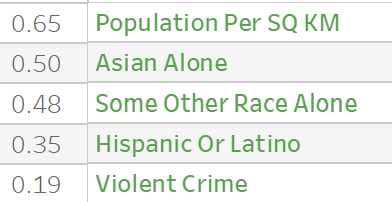 0.65 Population Per SQ KM
0.50 Asian Alone
0.48 Some Other Race Alone
0.35 Hispanic Or Latino
0.19 Violent Crime